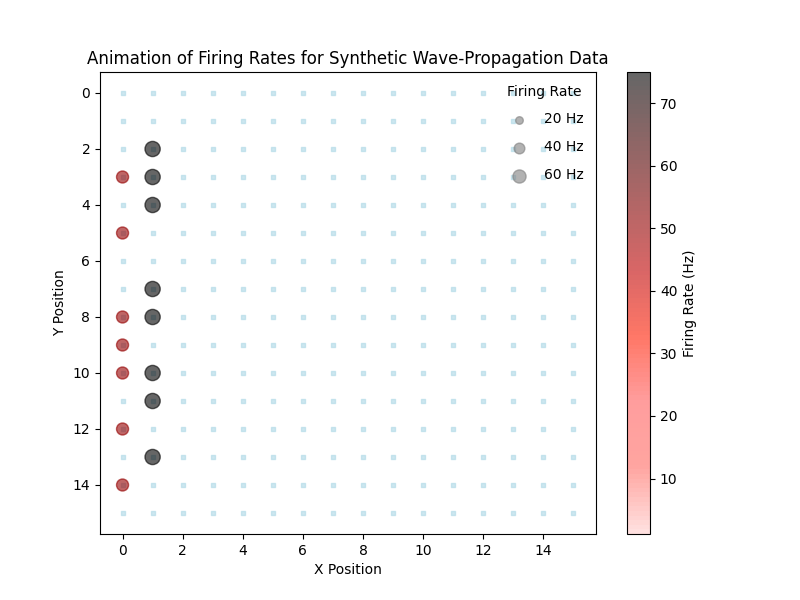 Animation of Firing Rates for Synthetic Wave-Propagation Data
Firing Rate
20 Hz
40 Hz
60 Hz
0
2
4
6
8
10
12
14
Y Position
0
2
4
6
8
10
12
14
X Position
70
60
50
40
30
20
10
Firing Rate (Hz)